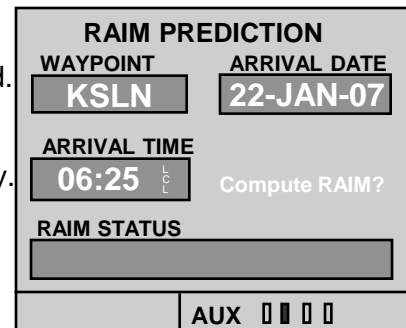 RAIM PREDICTION
WAYPOINT ARRIVAL DATE
d.
KSLN 22-JAN-07
ARRIVAL TIME
y.
06:25 LCL Compute RAIM?
RAIM STATUS
AUX